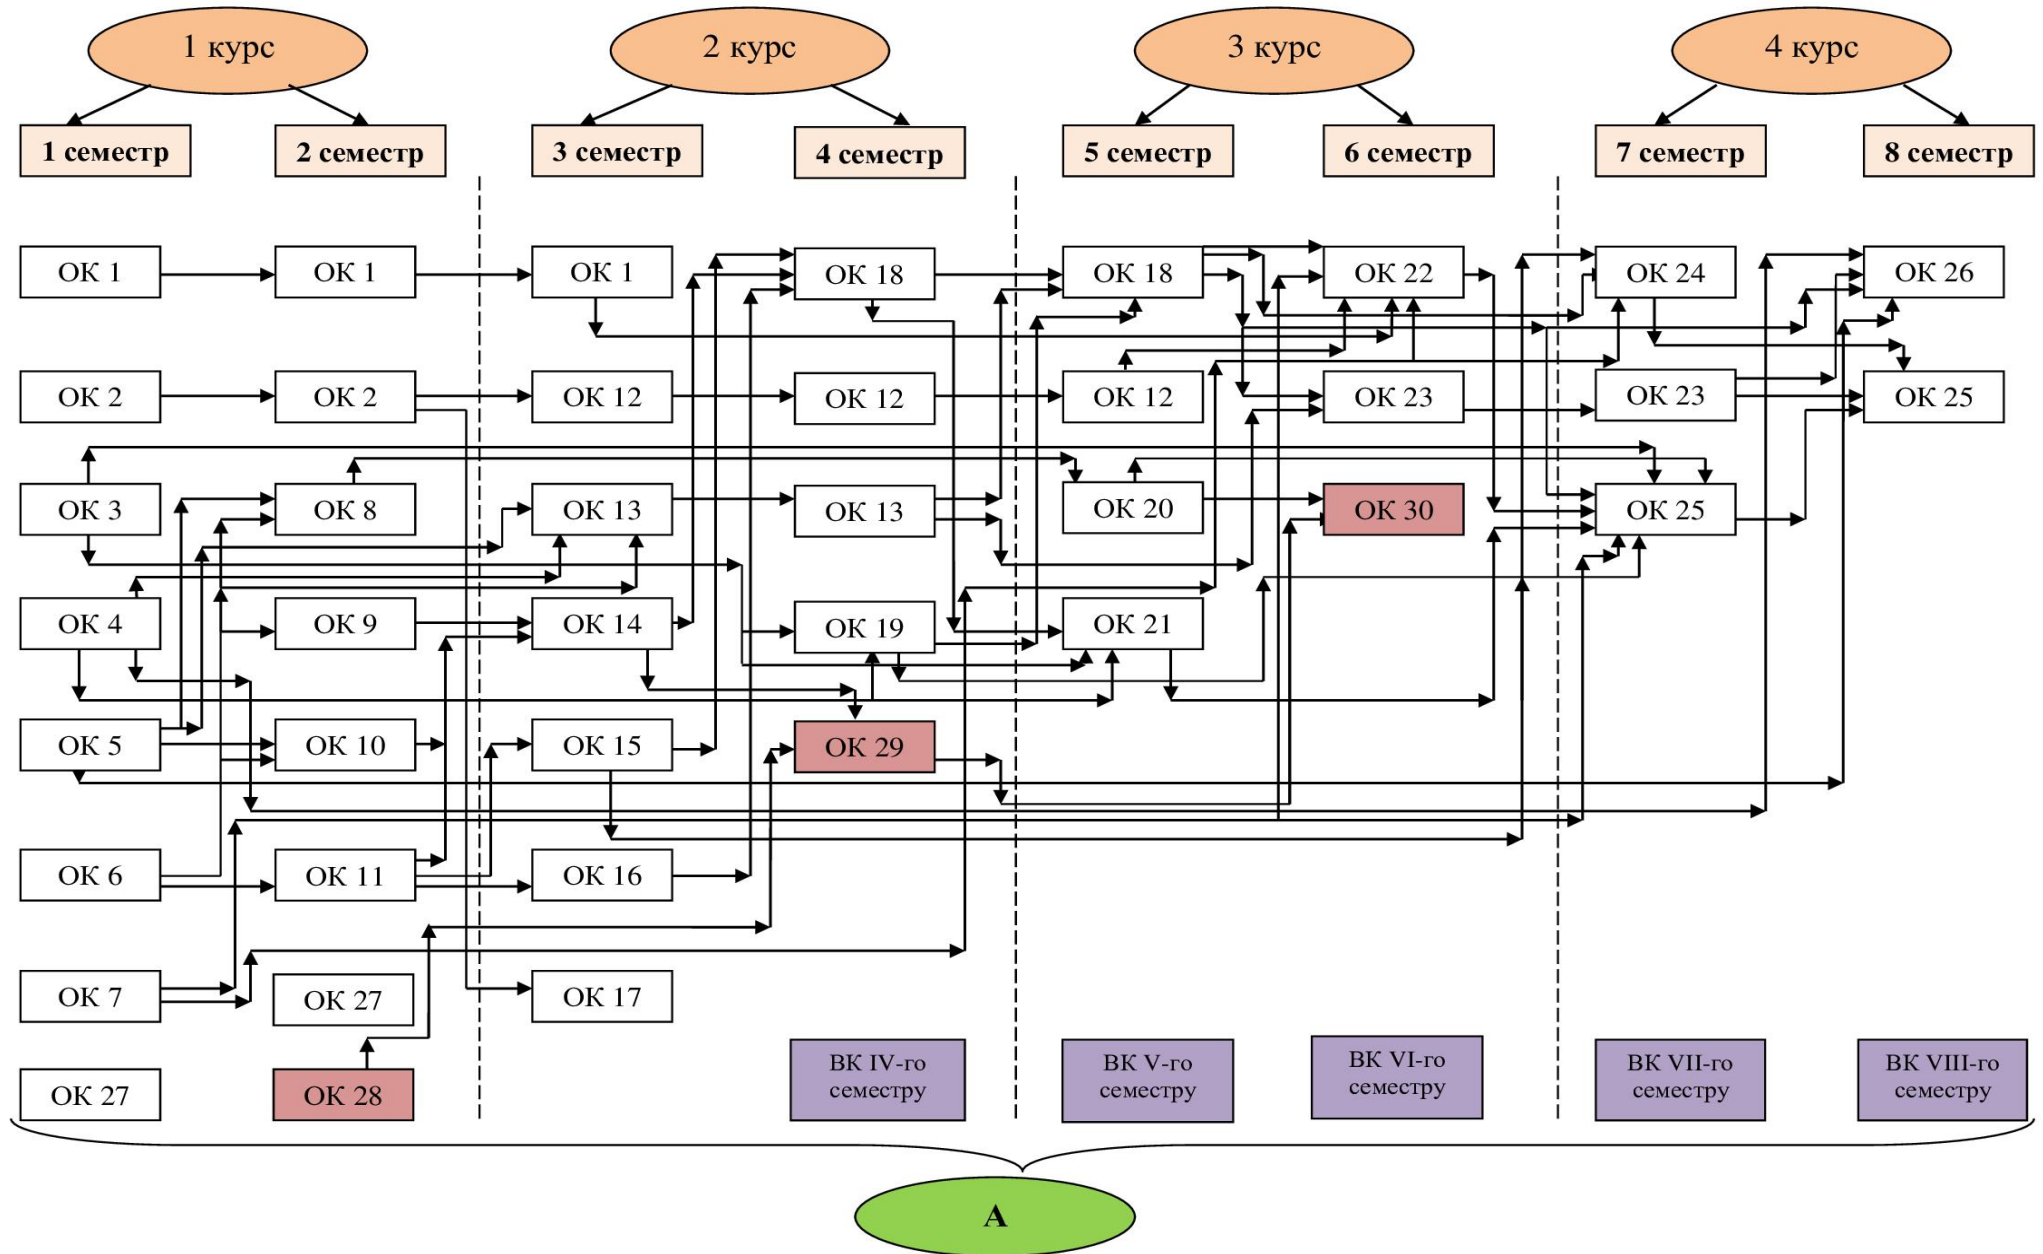 1 курс
2 курс
3 курс
4 курс
1 семестр
2 семестр
3 семестр
4 семестр
5 семестр
6 семестр
7 семестр
8 семестр
ОК 1
ОК 1
ОК 1
ОК 18
ОК 18
ОК 22
ОК 24
ОК 26
ОК 2
ОК 2
ОК 12
ОК 12
ОК 12
ОК 23
ОК 23
ОК 25
ОК 3
ОК 8
ОК 13
ОК 13
ОК 20
ОК 30
ОК 25
ОК 4
ОК 9
ОК 14
ОК 19
ОК 21
ОК 5
ОК 10
ОК 15
ОК 29
ОК 6
ОК 11
ОК 16
ОК 7
ОК 27
ОК 17
ОК 27
ОК 28
ВК IV-го
семестру
ВК V-го
семестру
ВК VI-го
семестру
ВК VII-го
семестру
ВК VIII-го
семестру
А